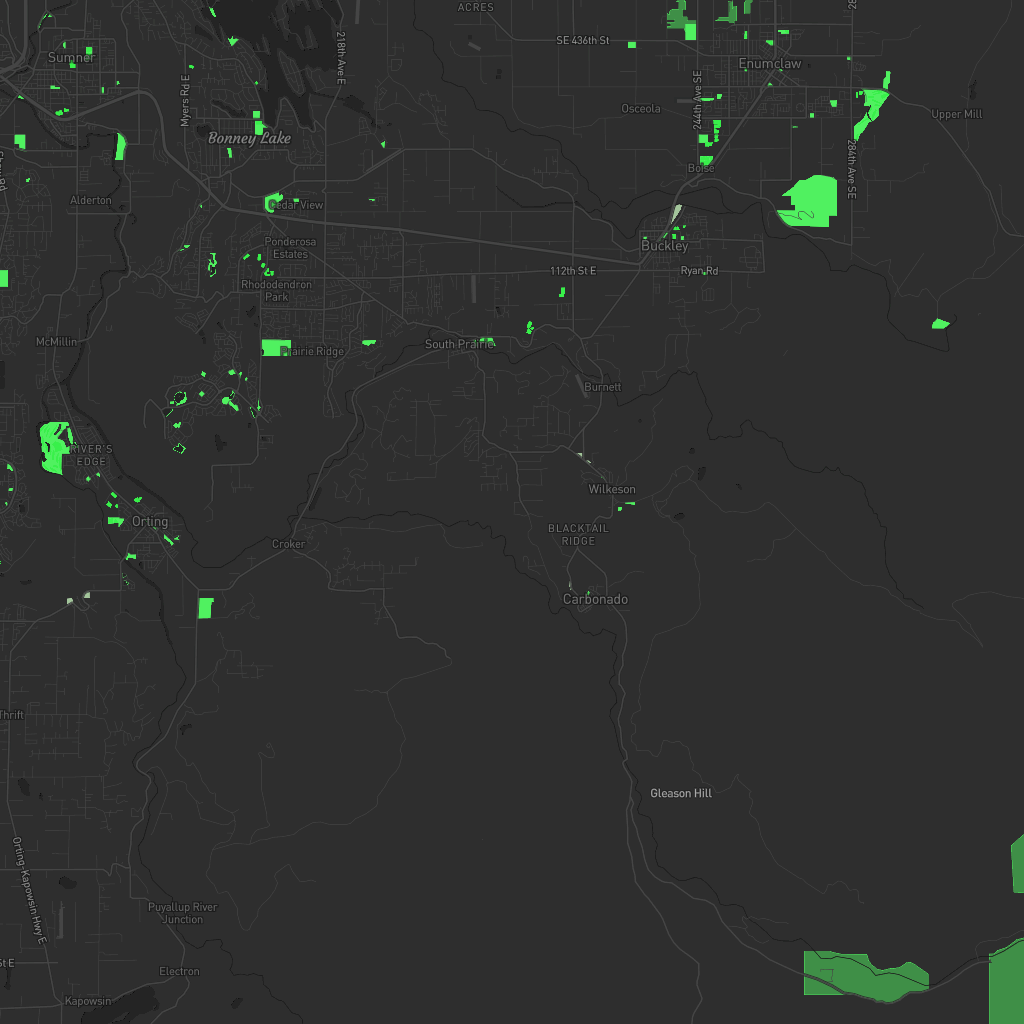 ACRES
SE 436th St
Sumner
218th Ave E
Enumclaw
Myers Rd E
244th Ave SE
Osceola
Upper Mill
Bonney Lake
284th Ave SE
Boise
Alderton
Cedar View
Ponderosa
Estates
Buckley
112th St E
Ryan Rd
Rhododendron
Park
McMillin
South Prairie
Prairie Ridge
Burnett
RIVER'S
EDGE
Wilkeson
Orting
BLACKTAIL
RIDGE
Croker
Carbonado
Thrift
Gleason Hill
Orting-Kapowsin Hwy E
Puyallup River
Junction
St E
Electron
Kapowsin